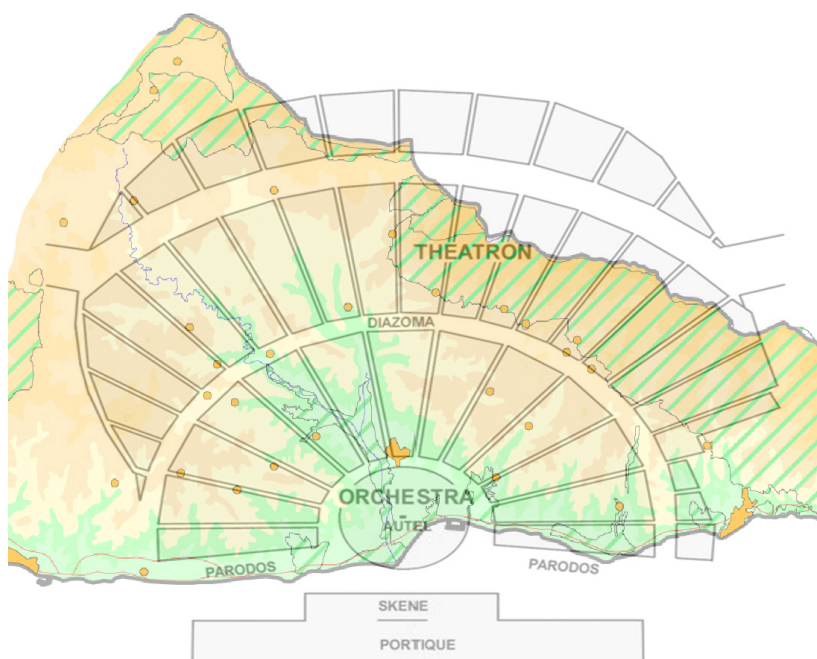 THEATRON
DIAZOMA
ORCHESTRA
AUTEL
PARODOS
PARODOS
SKENE
PORTIQUE